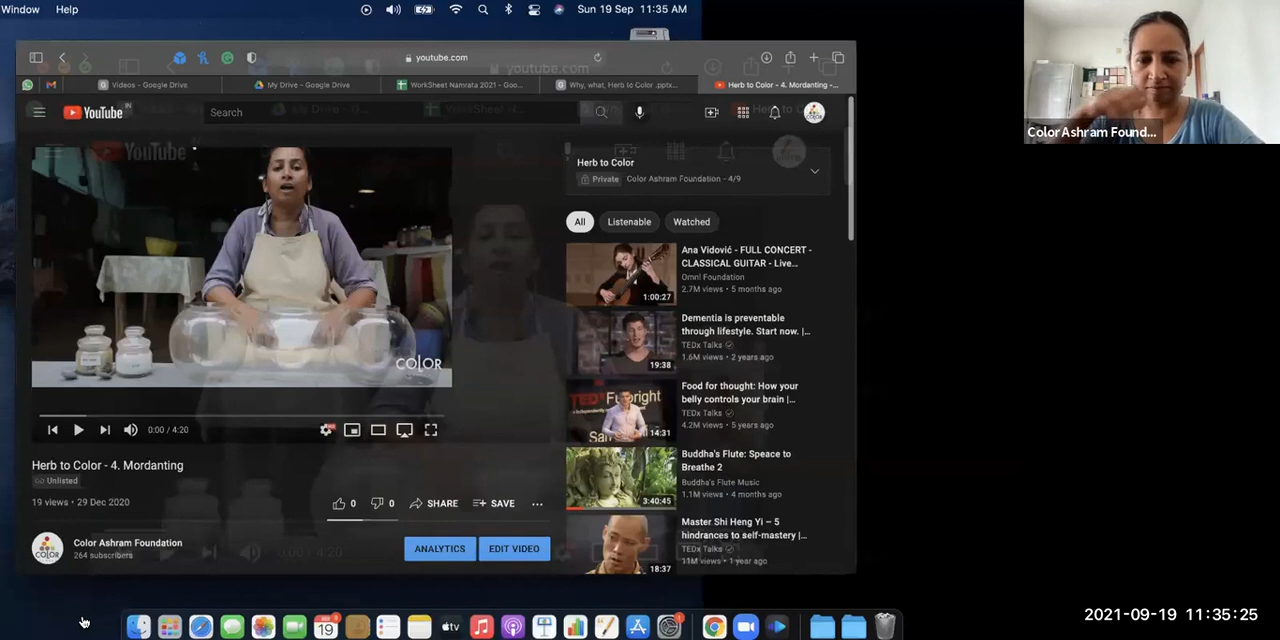 Window Help Sun 19 Sep 11:35 AM
youtube.com
Videos - Google Drive My Drive - Google Drive WorkSheet Namrata 2021 - Goo... Why, what, Herb to Color .pptx... Herb to Color - 4. Mordanting -...
YouTube IN Search
Herb to Color
Private Color Ashram Foundation - 4/9
All Listenable Watched
Ana Vidović - FULL CONCERT -
CLASSICAL GUITAR - Live...
Omni Foundation
2.7M views • 5 months ago
1:00:27
Dementia is preventable
through lifestyle. Start now. |...
TEDx Talks
1.6M views • 2 years ago
19:38
Food for thought: How your
belly controls your brain |...
TEDx Talks
4.2M views • 5 years ago
14:31
Buddha's Flute: Speace to
Breathe 2
Buddha's Flute Music
1.1M views • 4 months ago
3:40:45
Master Shi Heng Yi – 5
hindrances to self-mastery |...
TEDx Talks
11M views • 1 year ago
18:37
COLOR
0:00 / 4:20
Herb to Color - 4. Mordanting
Unlisted
19 views • 29 Dec 2020
0 0 SHARE SAVE
Color Ashram Foundation
264 subscribers
ANALYTICS EDIT VIDEO
Color Ashram Found...
19
tv
2021-09-19 11:35:25